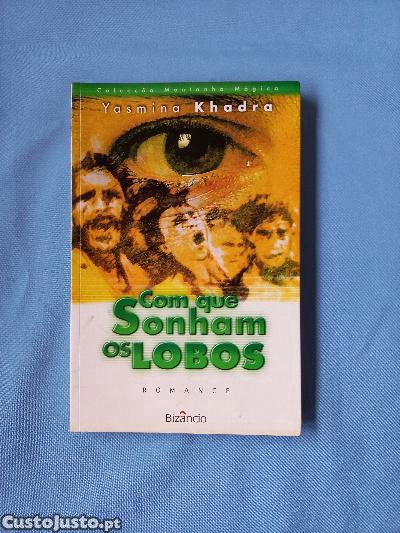 Colecção Montanha Mágica
Yasmina Khadra
Com que
Sonham
os LOBOS
ROMANCE
Bizâncio
CustoJusto.pt